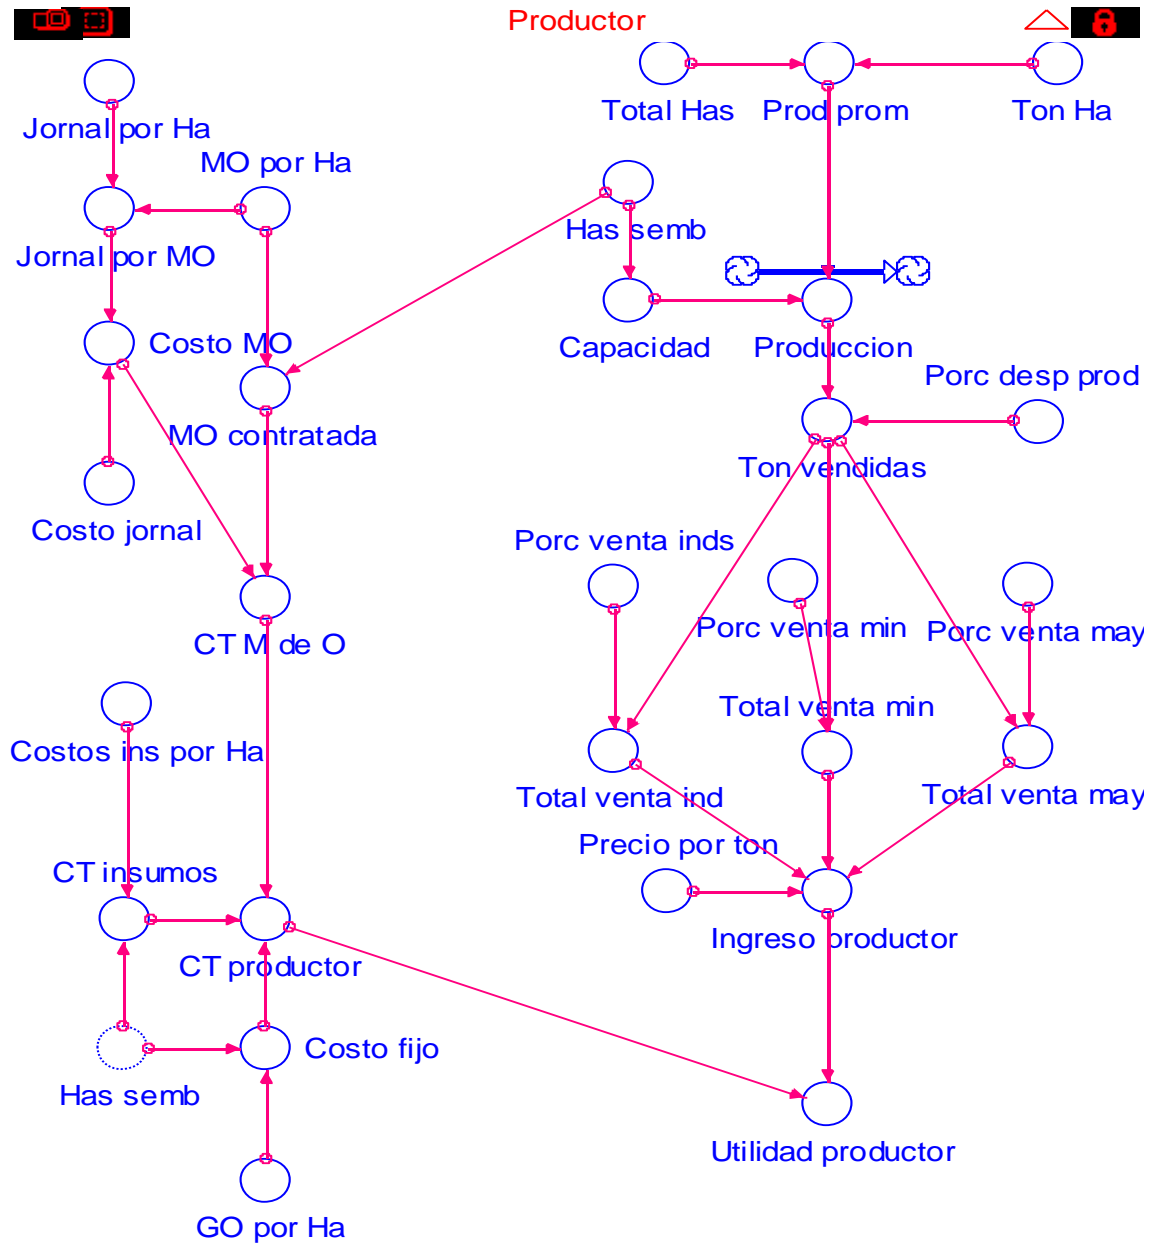 Productor
Total Has
Prod prom
Ton Ha
Jornal por Ha
MO por Ha
Has semb
Jornal por MO
Costo MO
Capacidad
Produccion
Porc desp prod
MO contratada
Ton vendidas
Costo jornal
Porc venta inds
Porc venta min
Porc venta may
CT M de O
Total venta min
Costos ins por Ha
Total venta ind
Total venta may
Precio por ton
CT insumos
Ingreso productor
CT productor
Costo fijo
Has semb
Utilidad productor
GO por Ha